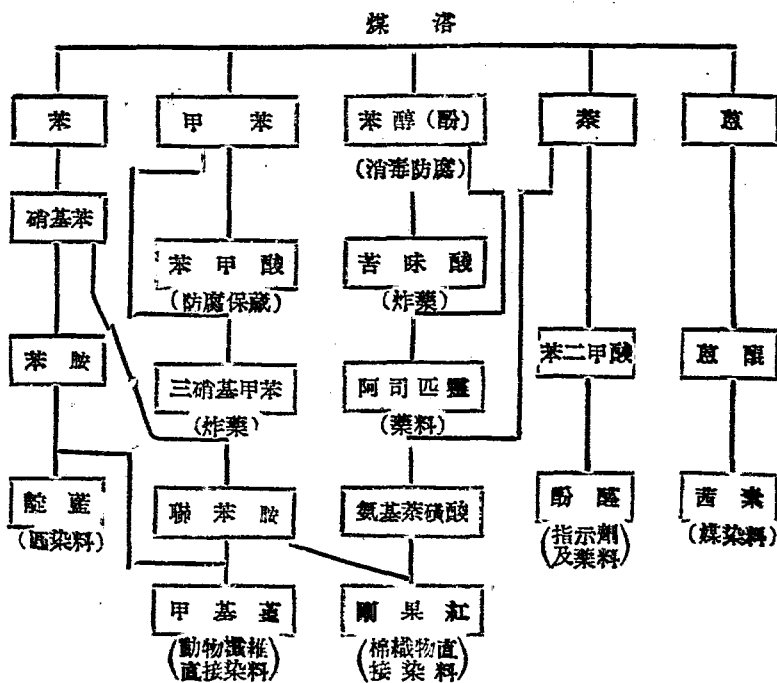 煤溚
苯
甲苯
苯醇(酚)
萘
蒽
(消毒防腐)
硝基苯
苯甲酸
(防腐保藏)
苦味酸
(炸藥)
苯胺
三硝基甲苯
(炸藥)
阿司匹靈
(藥料)
苯二甲酸
蒽醌
靛藍
(甕染料)
聯苯胺
氨基萘磺酸
酚醛
(指示劑
及藥料)
茜素
(媒染料)
甲基堇
(動物纖維
直接染料)
剛果紅
(棉織物直
接染料)